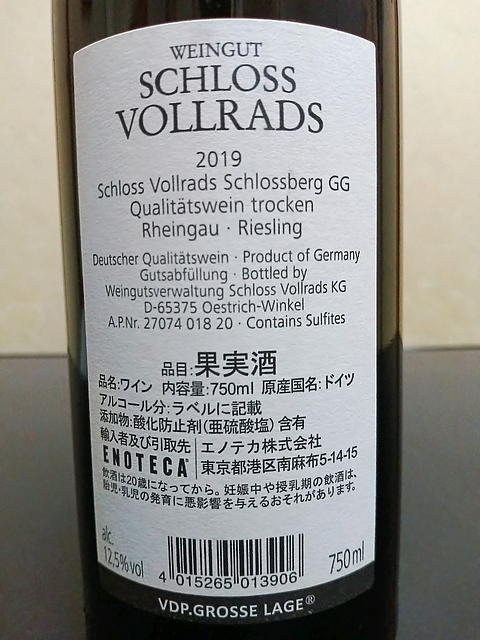 WEINGUT
SCHLOSS
VOLLRADS
2019
Schloss Vollrads Schlossberg GG
Qualitätswein trocken
Rheingau · Riesling
Deutscher Qualitätswein · Product of Germany
Gutsabfüllung · Bottled by
Weingutsverwaltung Schloss Vollrads KG
D-65375 Oestrich-Winkel
A.P.Nr. 27074 018 20 · Contains Sulfites
品目:果実酒
品名:ワイン 内容量:750ml 原産国名:ドイツ
アルコール分:ラベルに記載
添加物:酸化防止剤(亜硫酸塩)含有
輸入者及び引取先 エノテカ株式会社
ENOTECA 東京都港区南麻布5-14-15
飲酒は20歳になってから。妊娠中や授乳期の飲酒は、
胎児・乳児の発育に悪影響を与えるおそれがあります。
alc.
12,5% vol
4 015265 013906
750 ml
VDP.GROSSE LAGE®